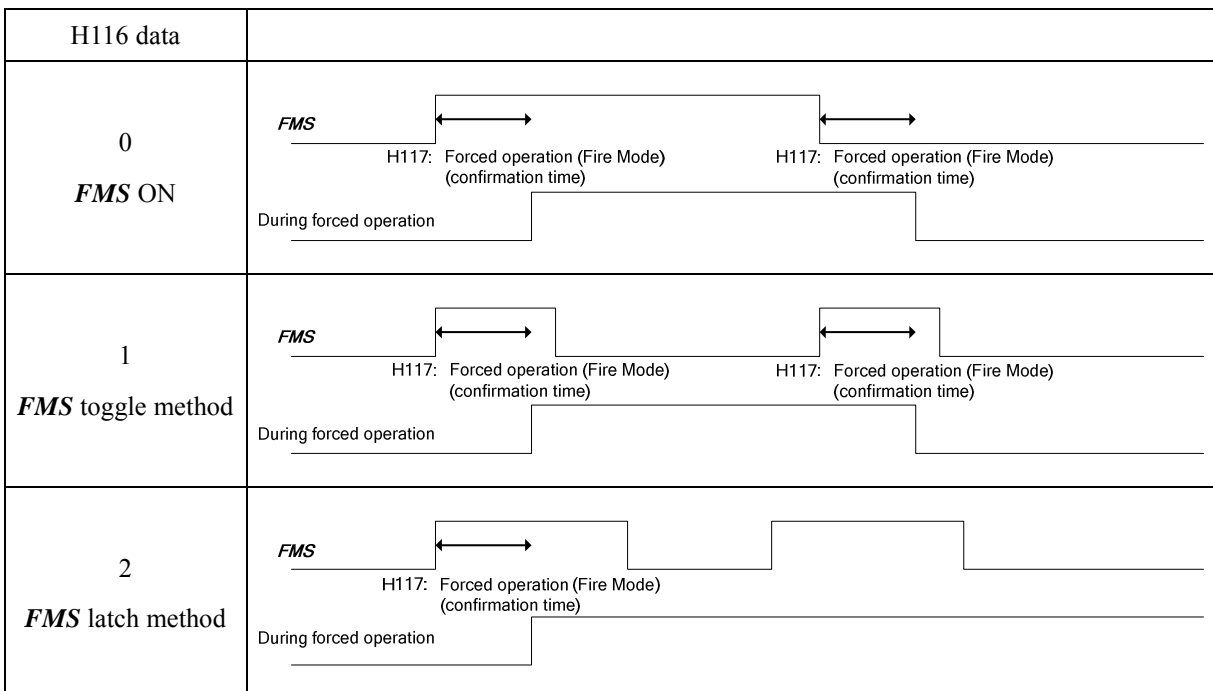 H116 data
0
FMS ON
FMS
H117: Forced operation (Fire Mode)
(confirmation time)
H117: Forced operation (Fire Mode)
(confirmation time)
During forced operation
1
FMS toggle method
FMS
H117: Forced operation (Fire Mode)
(confirmation time)
H117: Forced operation (Fire Mode)
(confirmation time)
During forced operation
2
FMS latch method
FMS
H117: Forced operation (Fire Mode)
(confirmation time)
During forced operation